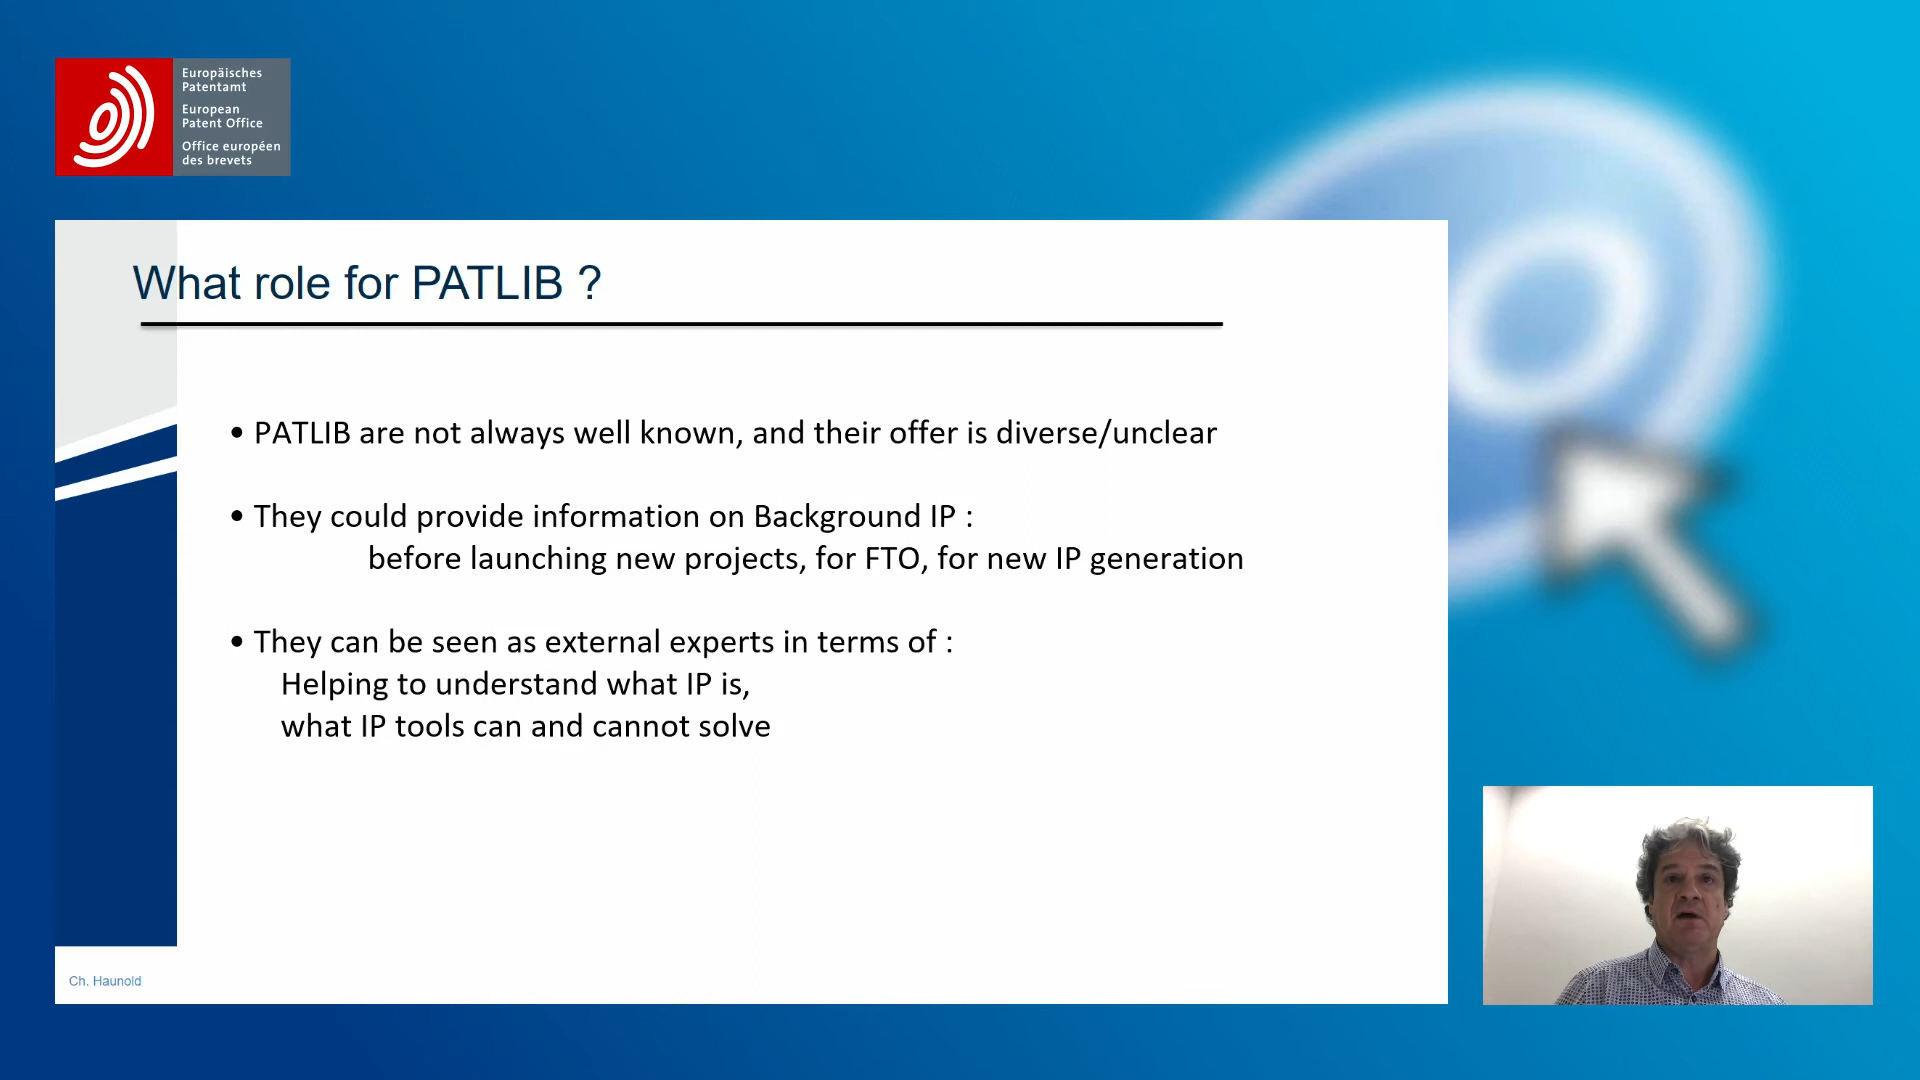 Europäisches
Patentamt
European
Patent Office
Office européen
des brevets
What role for PATLIB ?
• PATLIB are not always well known, and their offer is diverse/unclear
• They could provide information on Background IP :
before launching new projects, for FTO, for new IP generation
• They can be seen as external experts in terms of :
Helping to understand what IP is,
what IP tools can and cannot solve
Ch. Haunold